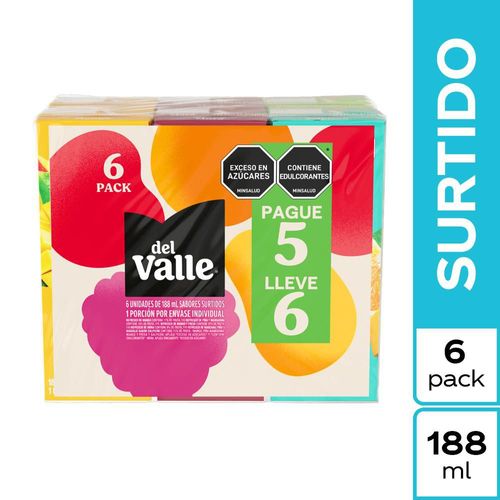 6
PACK
EXCESO EN
AZÚCARES
MINSALUD
CONTIENE
EDULCORANTES
MINSALUD
PAGUE
5
LLEVE
6
del
Valle
6 UNIDADES DE 188 mL SABORES SURTIDOS
1 PORCIÓN POR ENVASE INDIVIDUAL
SURTIDO
6
pack
188
ml